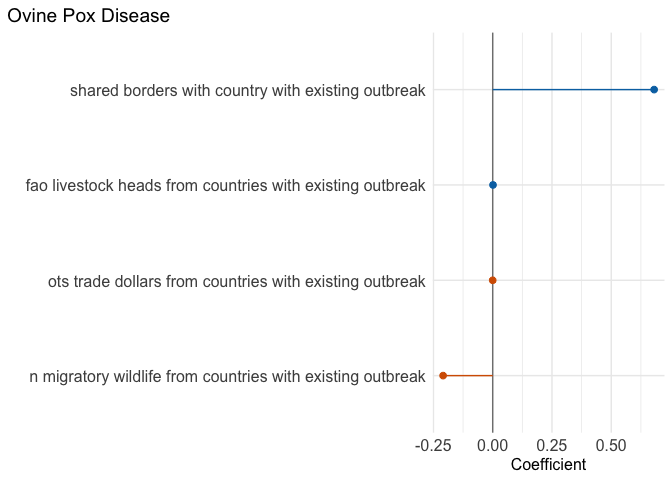 Ovine Pox Disease
shared borders with country with existing outbreak
fao livestock heads from countries with existing outbreak
ots trade dollars from countries with existing outbreak
n migratory wildlife from countries with existing outbreak
-0.25 0.00 0.25 0.50
Coefficient